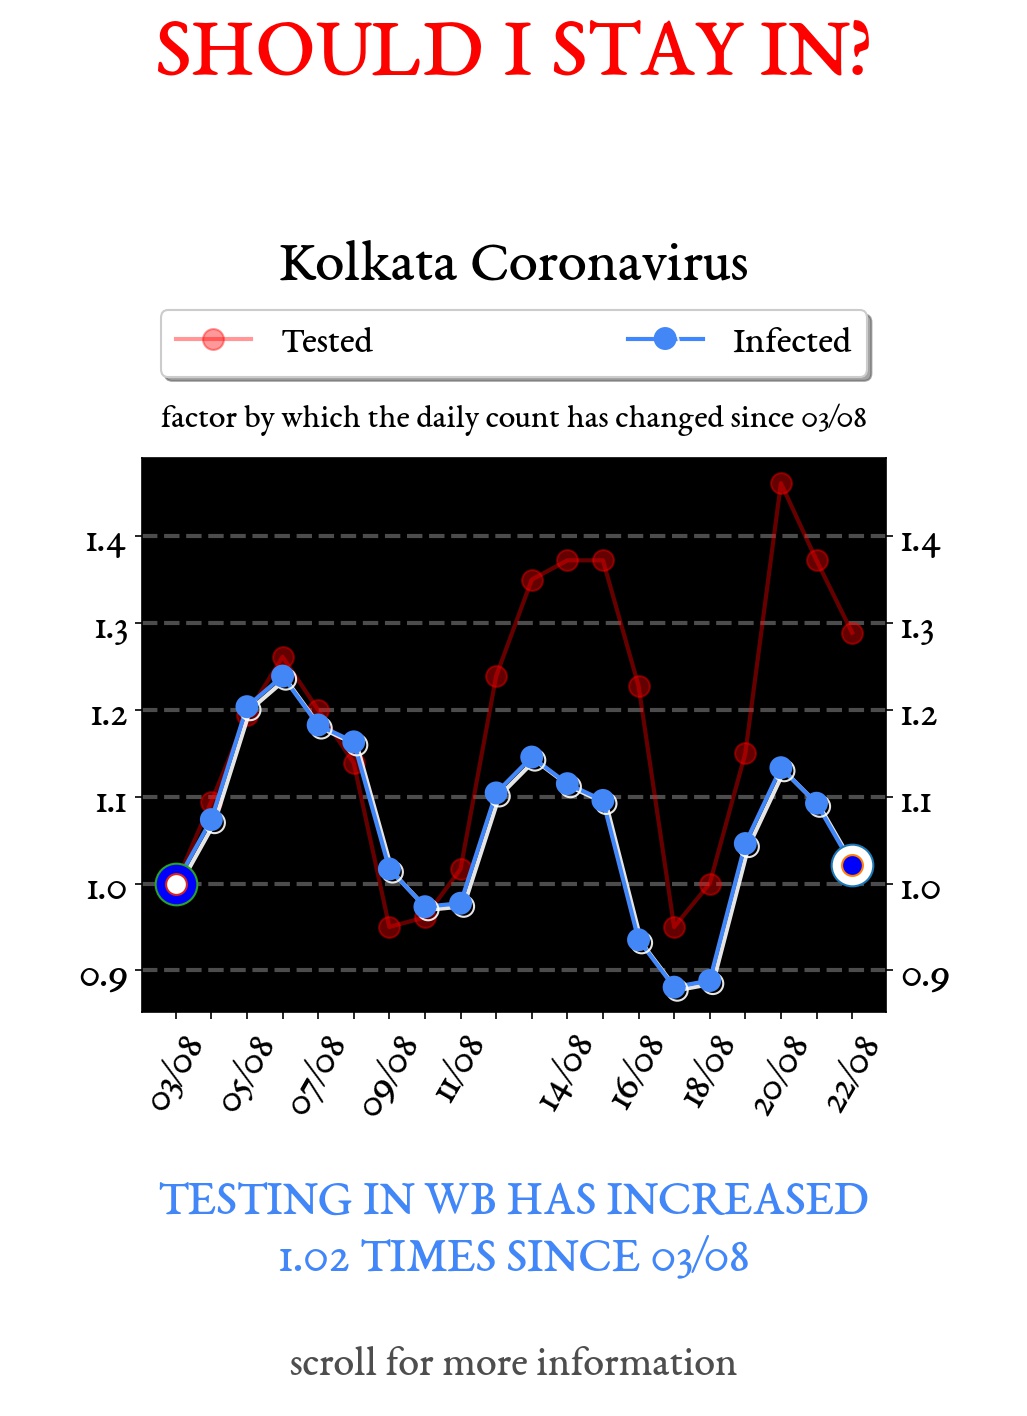 SHOULD I STAY IN?
Kolkata Coronavirus
Tested Infected
factor by which the daily count has changed since 03/08
1.4 1.4
1.3 1.3
1.2 1.2
1.1 1.1
1.0 1.0
0.9 0.9
03/08 05/08 07/08 09/08 11/08 14/08 16/08 18/08 20/08 22/08
TESTING IN WB HAS INCREASED
1.02 TIMES SINCE 03/08
scroll for more information